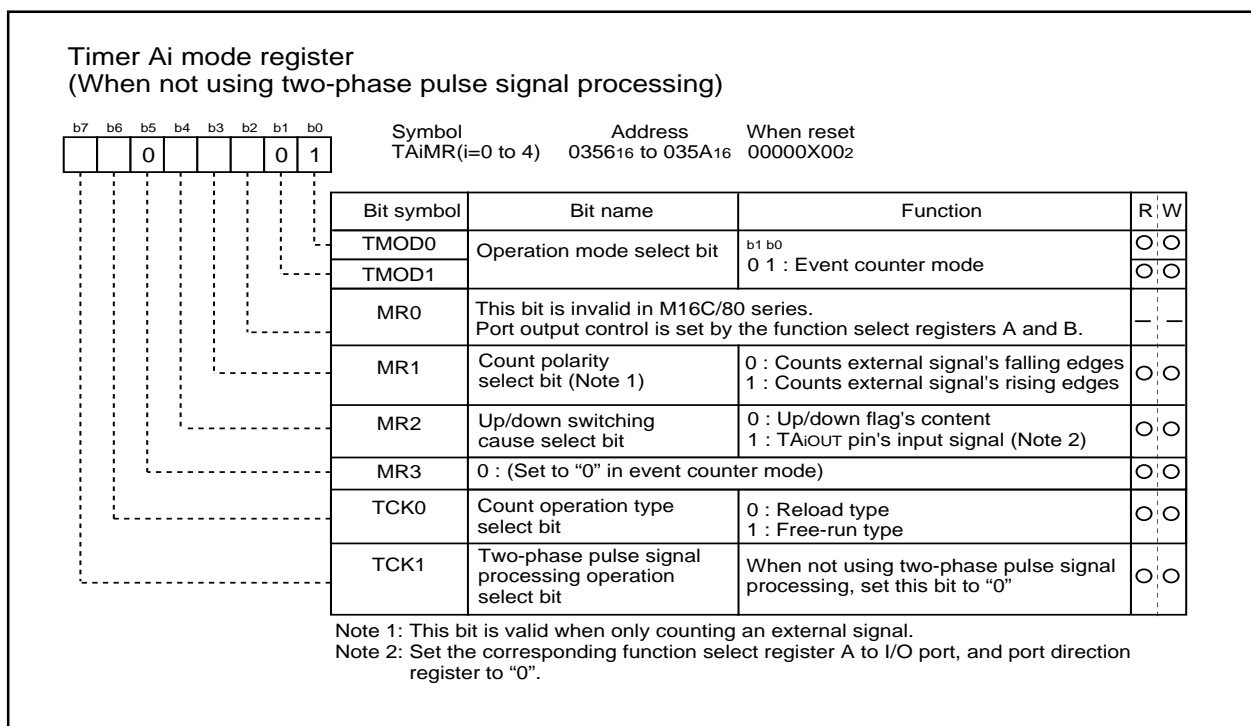 Timer Ai mode register
(When not using two-phase pulse signal processing)
b7 b6 b5 b4 b3 b2 b1 b0
0 0 1
Symbol Address When reset
TAiMR(i=0 to 4) 035616 to 035A16 00000X002
Bit symbol Bit name Function R W
TMOD0 Operation mode select bit b1 b0
TMOD1 0 1 : Event counter mode
MR0 This bit is invalid in M16C/80 series.
Port output control is set by the function select registers A and B. – –
MR1 Count polarity 0 : Counts external signal's falling edges
select bit (Note 1) 1 : Counts external signal's rising edges
MR2 Up/down switching 0 : Up/down flag's content
cause select bit 1 : TAiOUT pin's input signal (Note 2)
MR3 0 : (Set to “0” in event counter mode)
TCK0 Count operation type 0 : Reload type
select bit 1 : Free-run type
TCK1 Two-phase pulse signal When not using two-phase pulse signal
processing operation processing, set this bit to “0”
select bit
Note 1: This bit is valid when only counting an external signal.
Note 2: Set the corresponding function select register A to I/O port, and port direction
register to “0”.